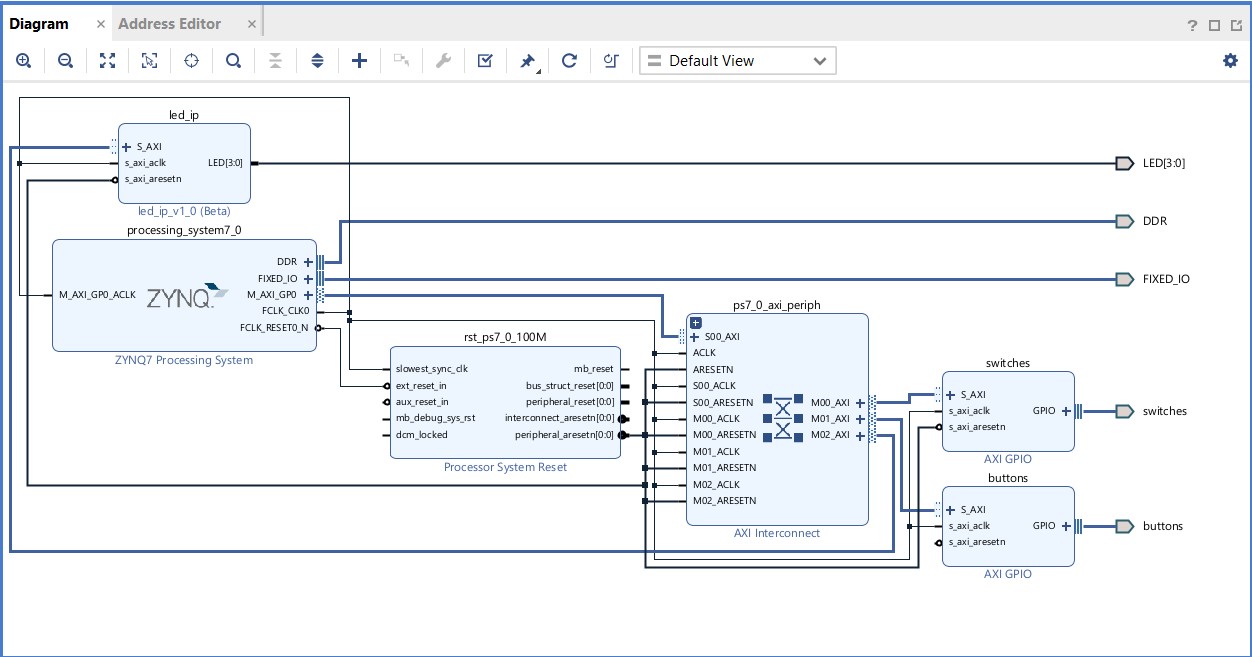 Diagram
Address Editor
Default View
led_ip
S_AXI
s_axi_aclk
LED[3:0]
s_axi_aresetn
led_ip_v1_0 (Beta)
LED[3:0]
processing_system7_0
DDR
FIXED_IO
M_AXI_GP0_ACLK
ZYNQ
M_AXI_GP0
FCLK_CLK0
FCLK_RESET0_N
ZYNQ7 Processing System
DDR
FIXED_IO
rst_ps7_0_100M
slowest_sync_clk
mb_reset
ext_reset_in
bus_struct_reset[0:0]
aux_reset_in
peripheral_reset[0:0]
mb_debug_sys_rst
interconnect_aresetn[0:0]
dcm_locked
peripheral_aresetn[0:0]
Processor System Reset
ps7_0_axi_periph
S00_AXI
ACLK
ARESETN
S00_ACLK
S00_ARESETN
M00_AXI
M00_ACLK
M01_AXI
M00_ARESETN
M02_AXI
M01_ACLK
M01_ARESETN
M02_ACLK
M02_ARESETN
AXI Interconnect
switches
S_AXI
s_axi_aclk
GPIO
s_axi_aresetn
AXI GPIO
switches
buttons
S_AXI
s_axi_aclk
GPIO
s_axi_aresetn
AXI GPIO
buttons